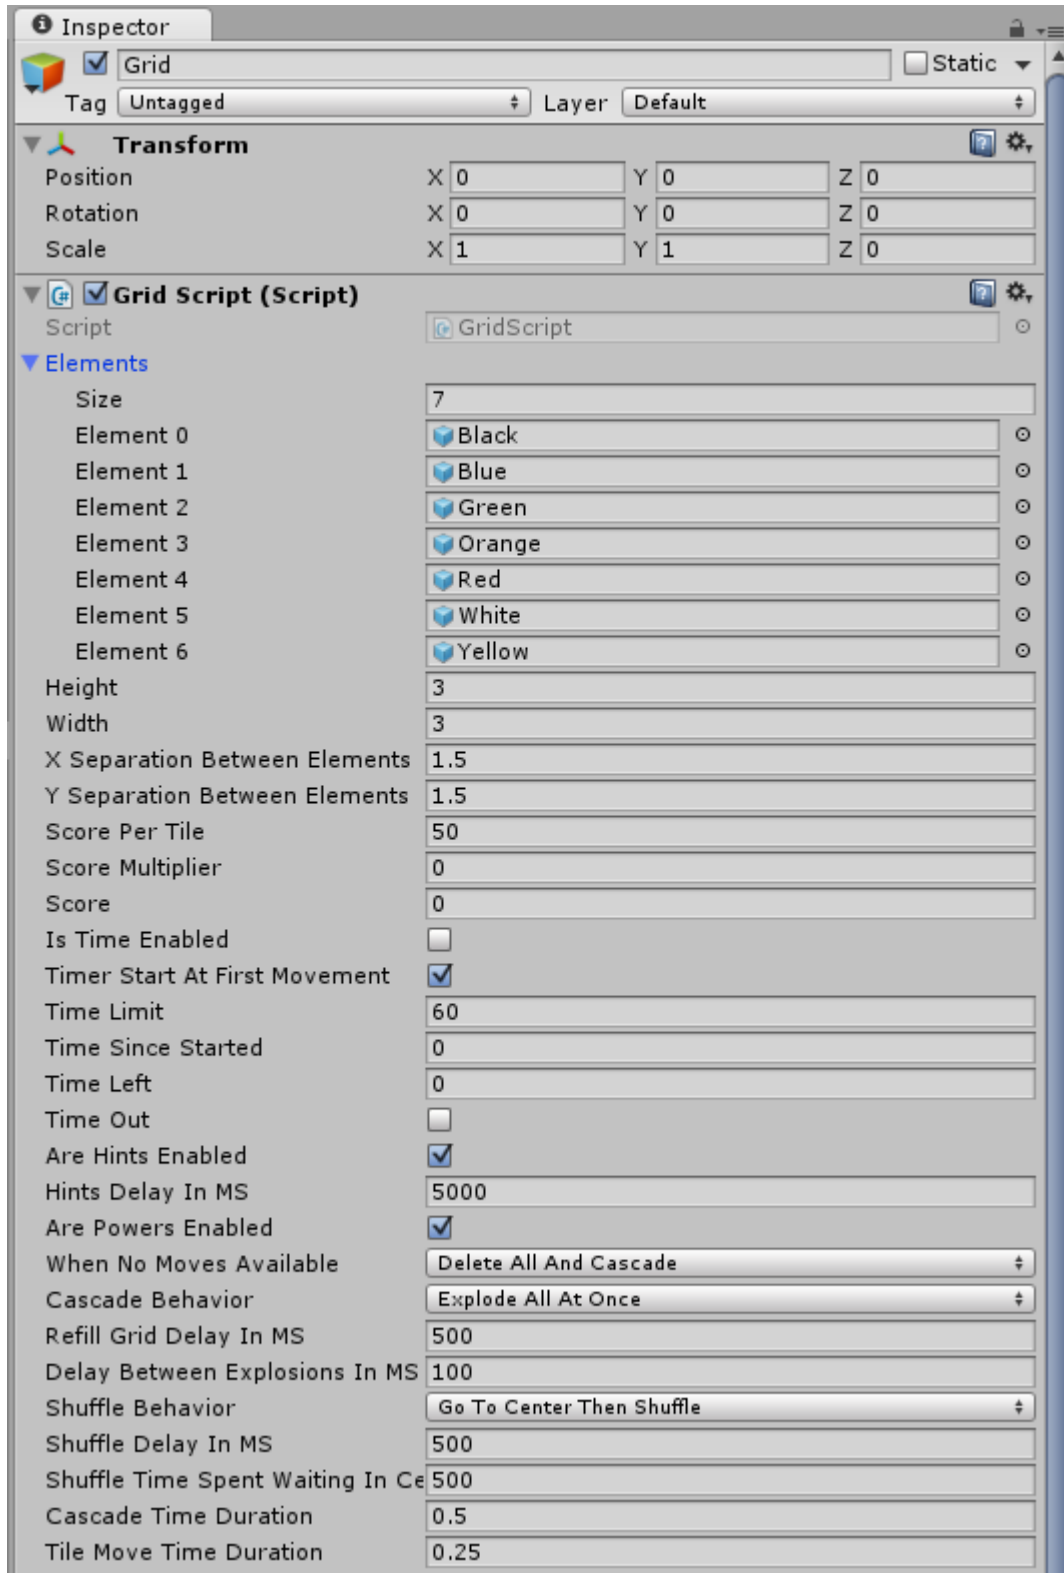 Inspector
Grid Static
Tag Untagged Layer Default
Transform
Position X 0 Y 0 Z 0
Rotation X 0 Y 0 Z 0
Scale X 1 Y 1 Z 0
Grid Script (Script)
Script GridScript
Elements
Size 7
Element 0 Black
Element 1 Blue
Element 2 Green
Element 3 Orange
Element 4 Red
Element 5 White
Element 6 Yellow
Height 3
Width 3
X Separation Between Elements 1.5
Y Separation Between Elements 1.5
Score Per Tile 50
Score Multiplier 0
Score 0
Is Time Enabled
Timer Start At First Movement
Time Limit 60
Time Since Started 0
Time Left 0
Time Out
Are Hints Enabled
Hints Delay In MS 5000
Are Powers Enabled
When No Moves Available Delete All And Cascade
Cascade Behavior Explode All At Once
Refill Grid Delay In MS 500
Delay Between Explosions In MS 100
Shuffle Behavior Go To Center Then Shuffle
Shuffle Delay In MS 500
Shuffle Time Spent Waiting In Ce 500
Cascade Time Duration 0.5
Tile Move Time Duration 0.25